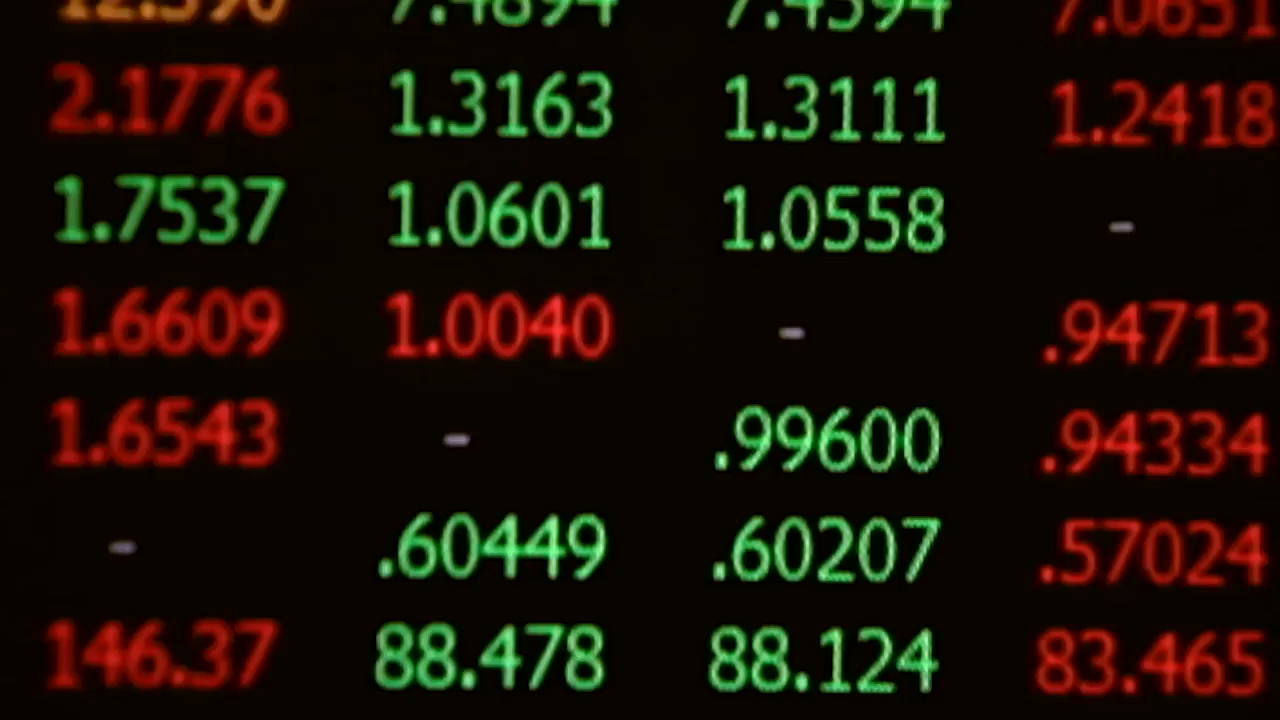 12.390 7.4894 7.4594 7.0651
2.1776 1.3163 1.3111 1.2418
1.7537 1.0601 1.0558 -
1.6609 1.0040 - .94713
1.6543 - .99600 .94334
- .60449 .60207 .57024
146.37 88.478 88.124 83.465